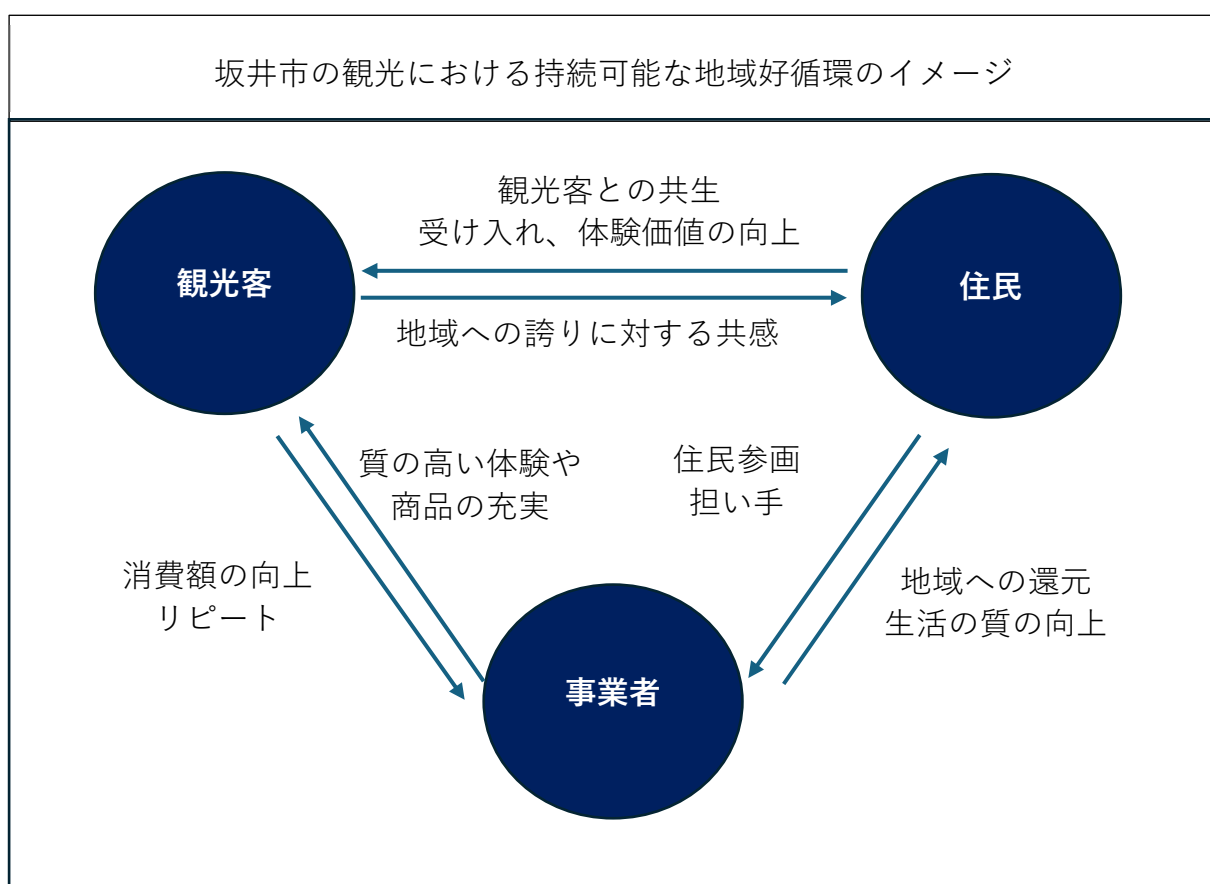 坂井市の観光における持続可能な地域好循環のイメージ
観光客との共生
受け入れ、体験価値の向上
観光客
住民
地域への誇りに対する共感
質の高い体験や
商品の充実
住民参画
担い手
消費額の向上
リピート
地域への還元
生活の質の向上
事業者